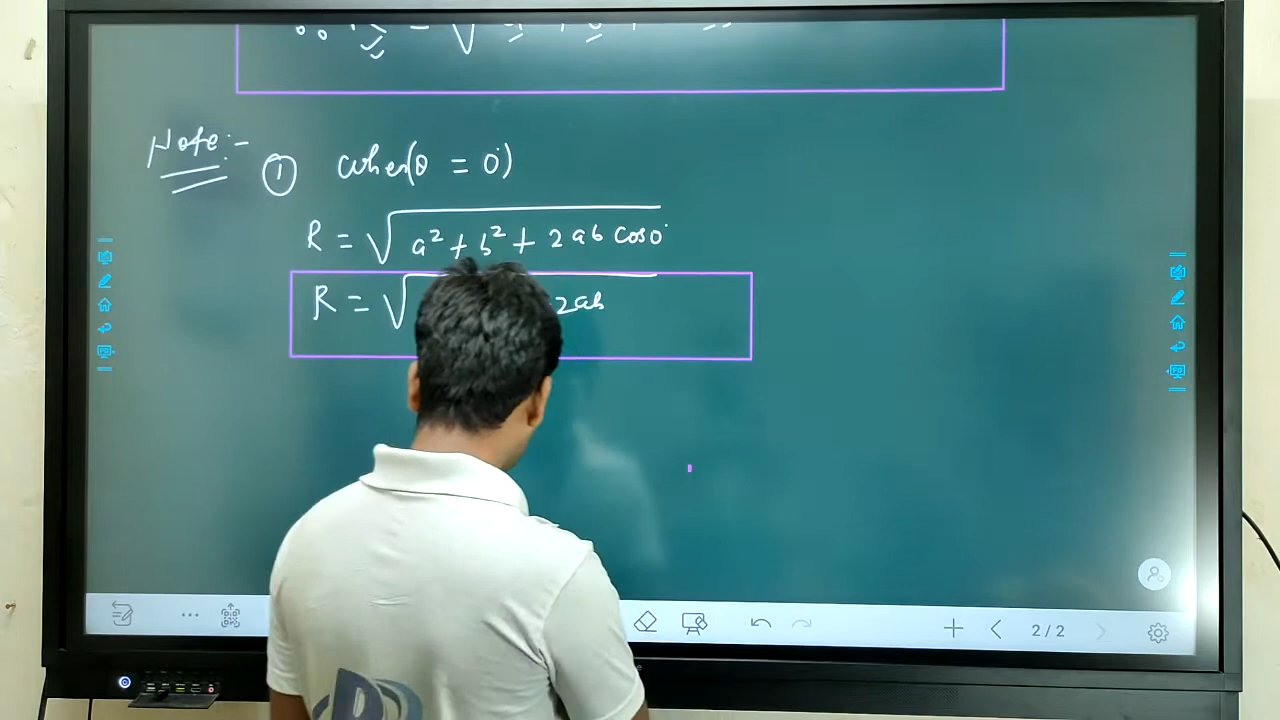 Note:-
① when (θ = 0°)
R = √a² + b² + 2ab cos0°
R = √ 2ab
2/2